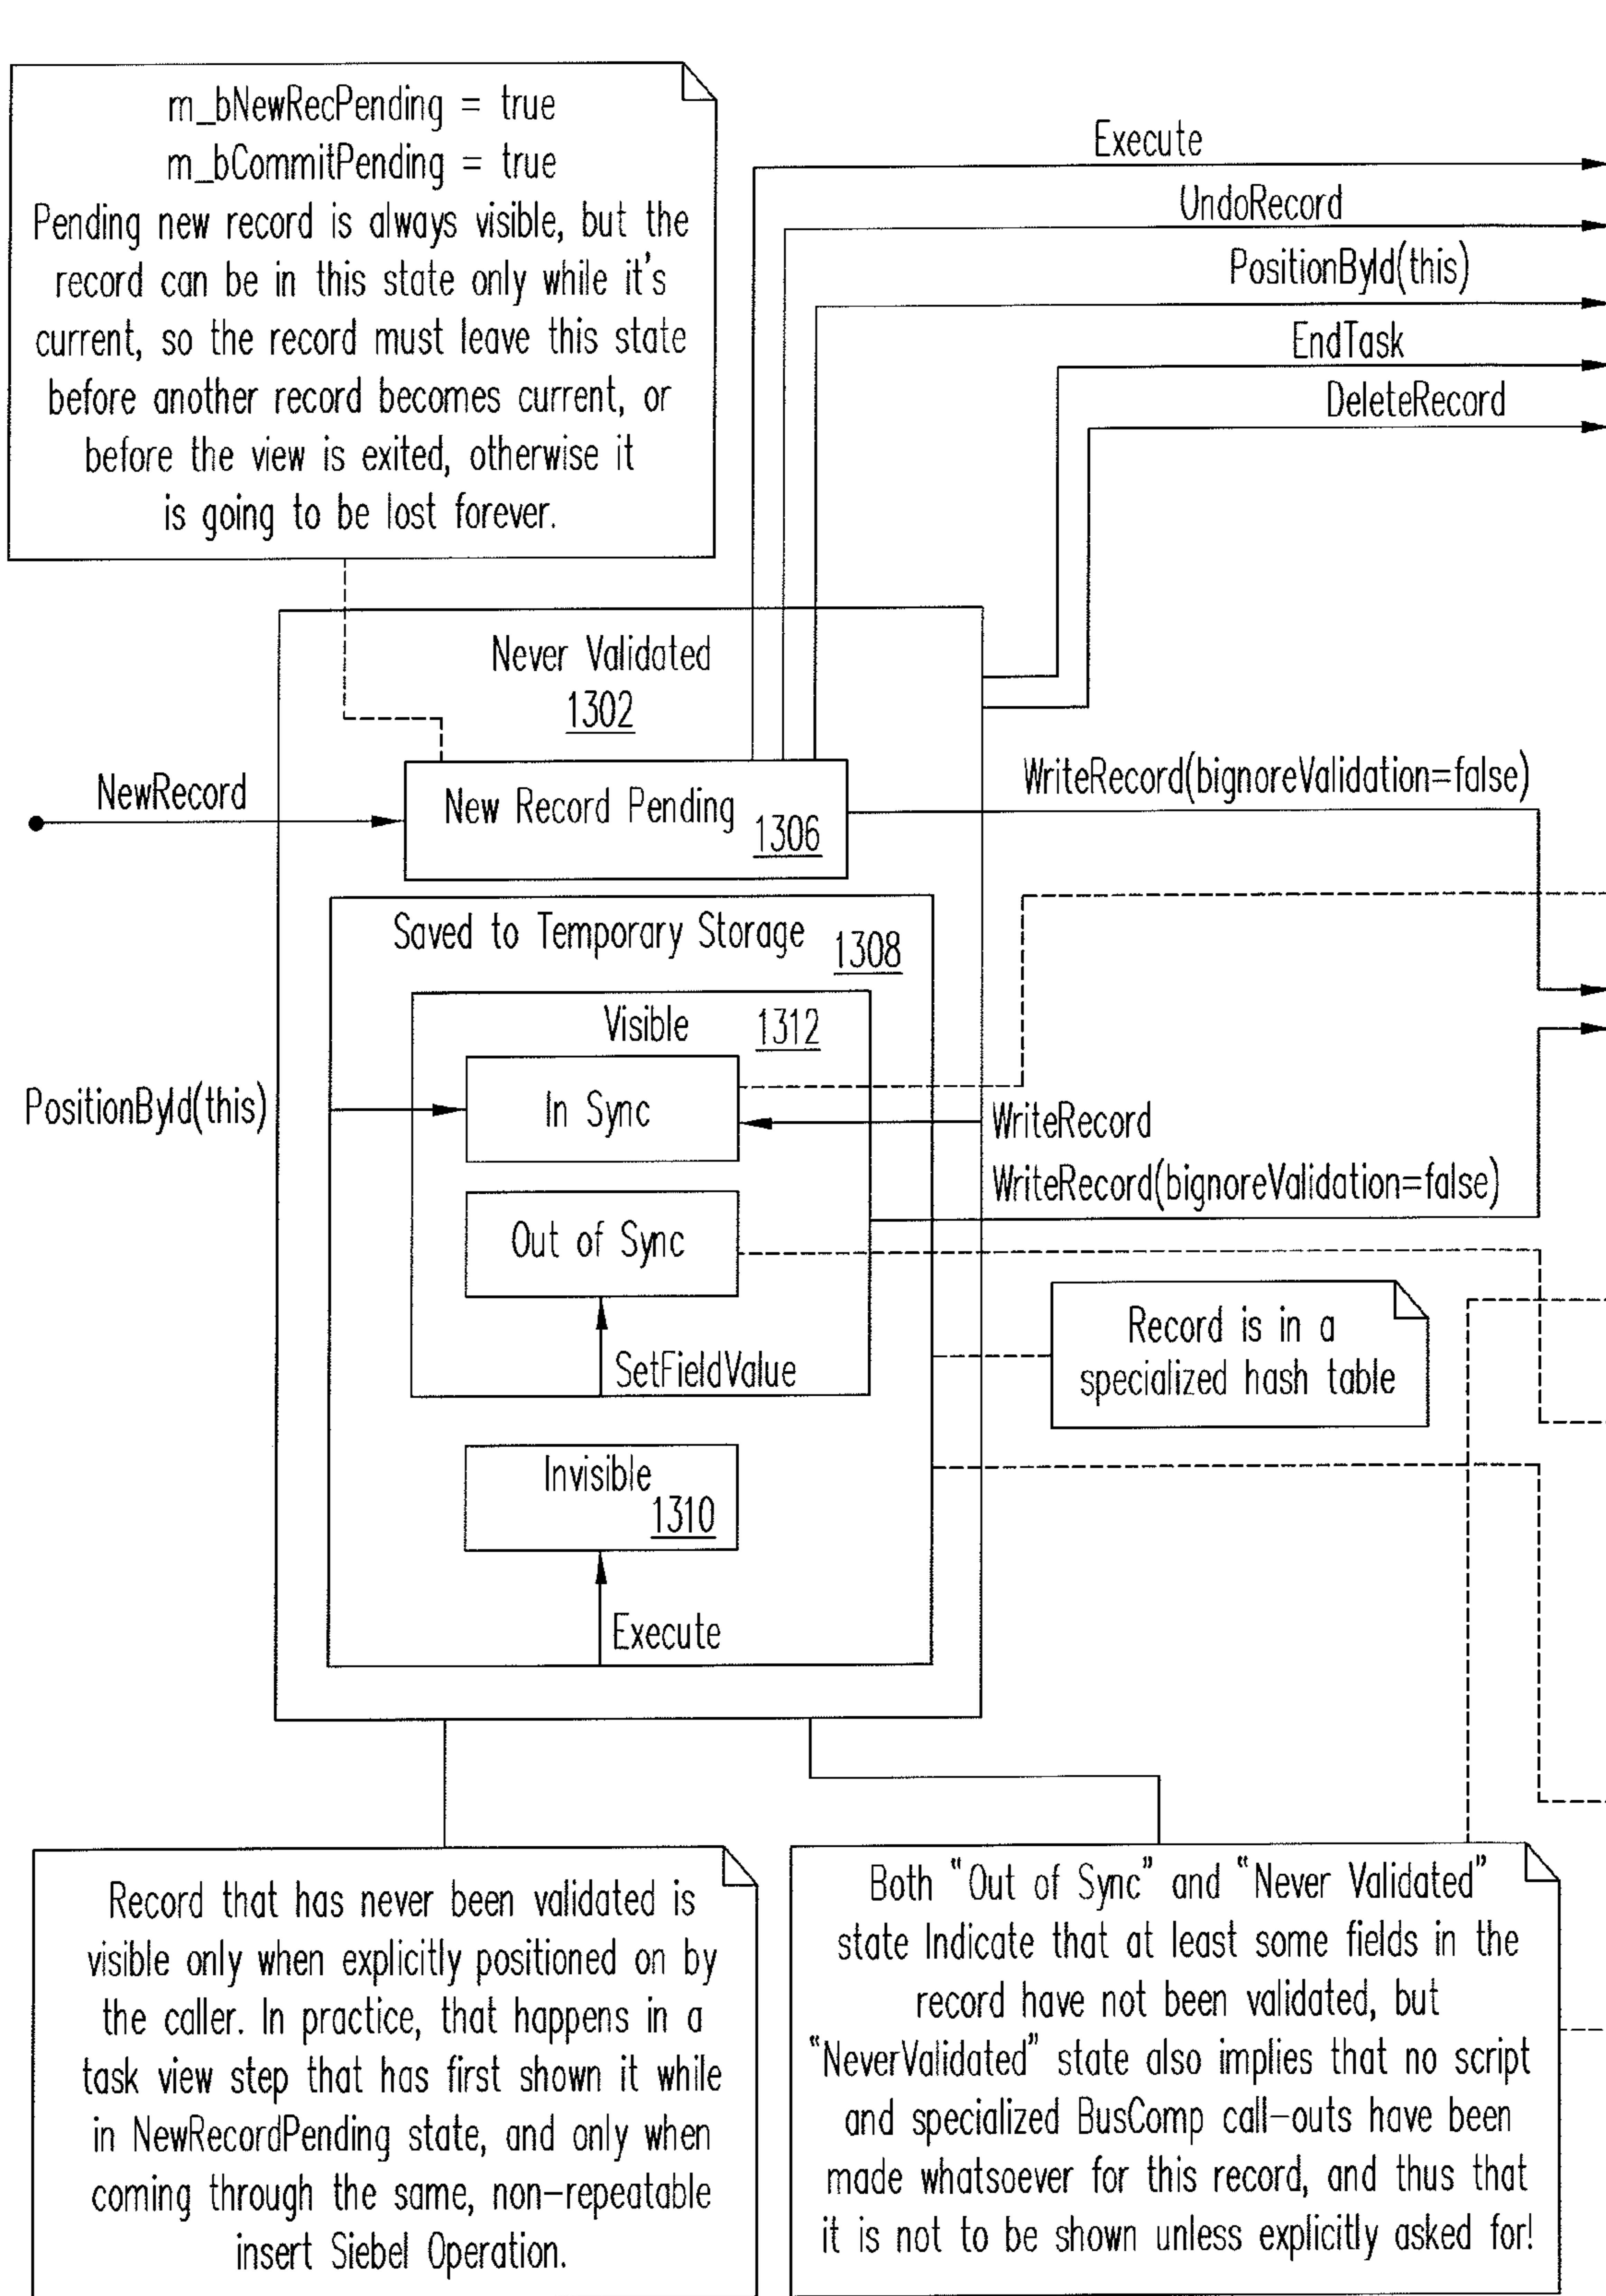 m_bNewRecPending = true
m_bCommitPending = true
Pending new record is always visible, but the
record can be in this state only while it's
current, so the record must leave this state
before another record becomes current, or
before the view is exited, otherwise it
is going to be lost forever.
Execute
UndoRecord
PositionById(this)
EndTask
DeleteRecord
Never Validated
1302
NewRecord
New Record Pending
1306
WriteRecord(bignoreValidation=false)
Saved to Temporary Storage
1308
Visible
1312
PositionById(this)
In Sync
WriteRecord
WriteRecord(bignoreValidation=false)
Out of Sync
SetFieldValue
Record is in a
specialized hash table
Invisible
1310
Execute
Record that has never been validated is
visible only when explicitly positioned on by
the caller. In practice, that happens in a
task view step that has first shown it while
in NewRecordPending state, and only when
coming through the same, non-repeatable
insert Siebel Operation.
Both "Out of Sync" and "Never Validated"
state Indicate that at least some fields in the
record have not been validated, but
"NeverValidated" state also implies that no script
and specialized BusComp call-outs have been
made whatsoever for this record, and thus that
it is not to be shown unless explicitly asked for!